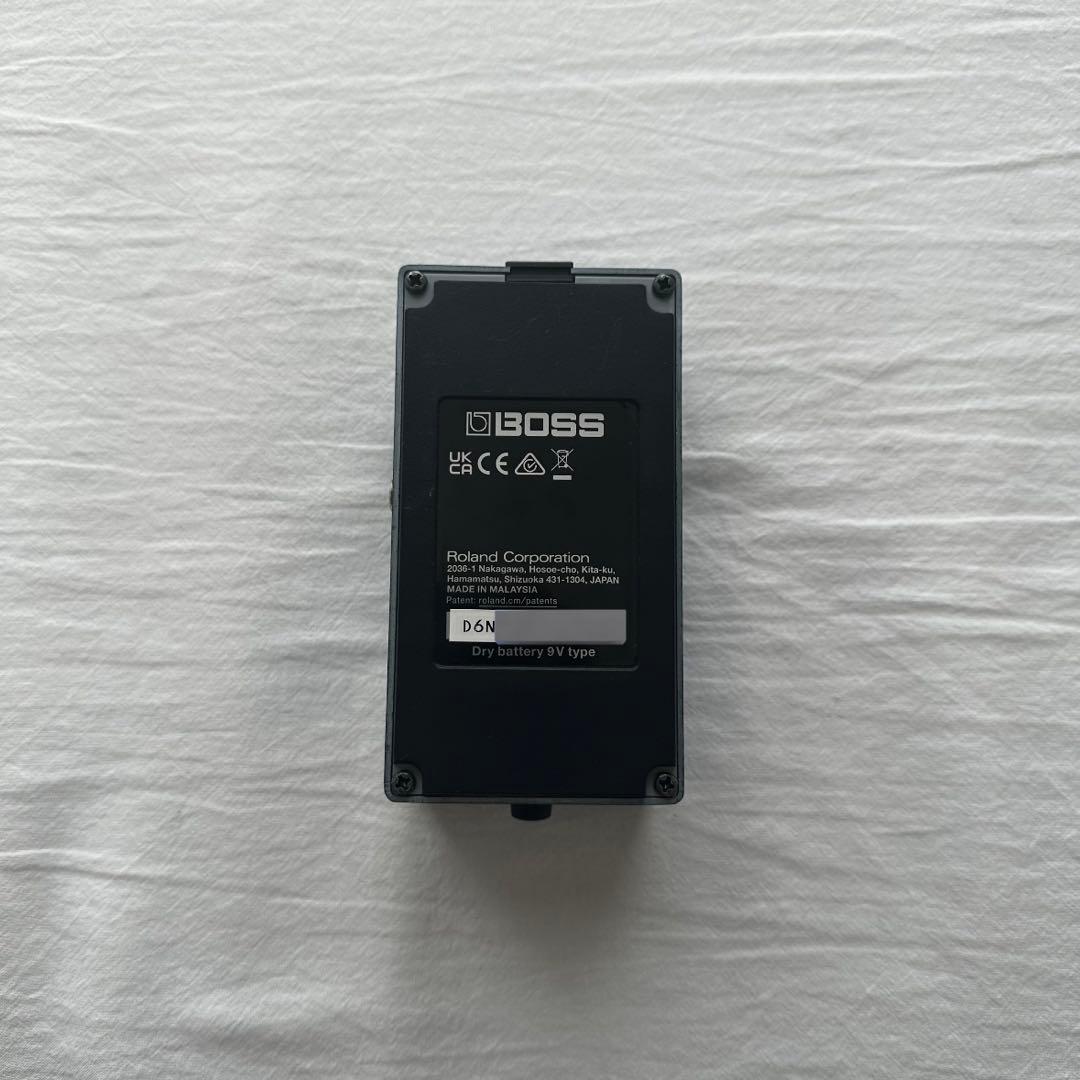 BOSS
UK
CA CE
Roland Corporation
2036-1 Nakagawa, Hosoe-cho, Kita-ku,
Hamamatsu, Shizuoka 431-1304, JAPAN
MADE IN MALAYSIA
Patent: roland.cm/patents
D6N
Dry battery 9V type